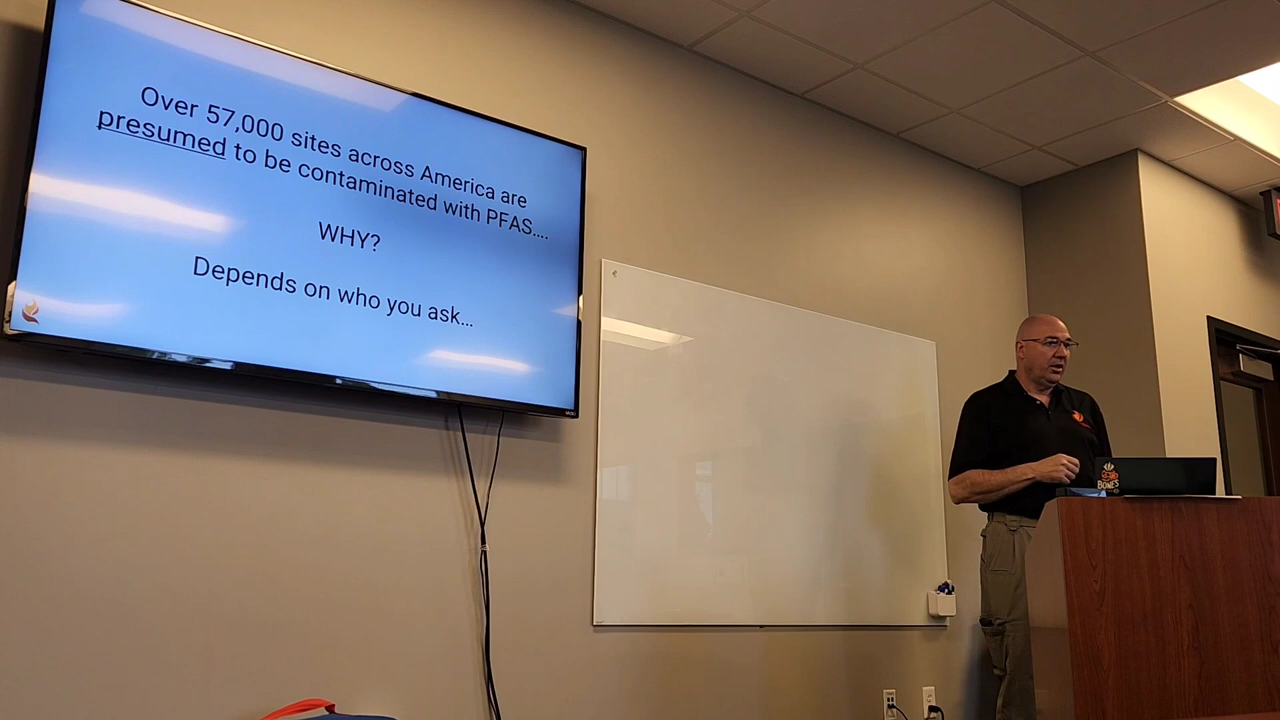 Over 57,000 sites across America are
presumed to be contaminated with PFAS....
WHY?
Depends on who you ask...
BONES